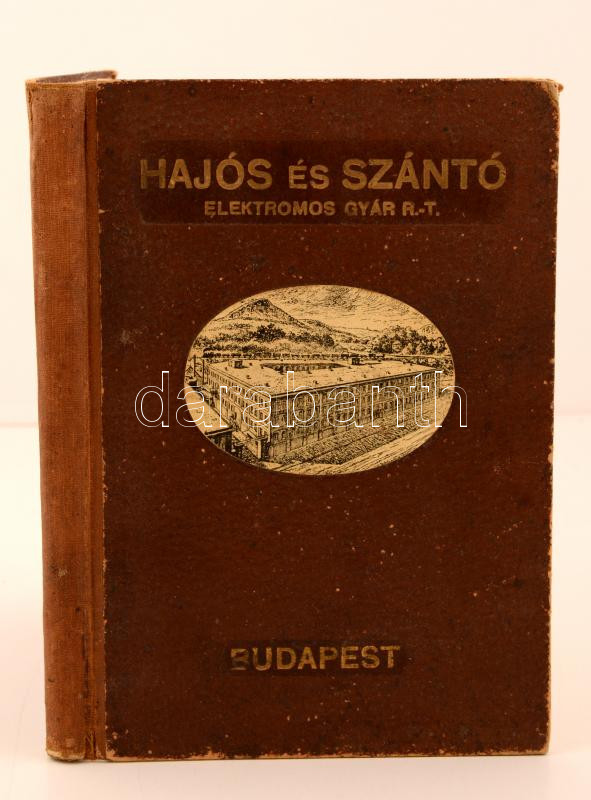 HAJÓS ÉS SZÁNTÓ
ELEKTROMOS GYÁR R.-T.
darabanth
BUDAPEST